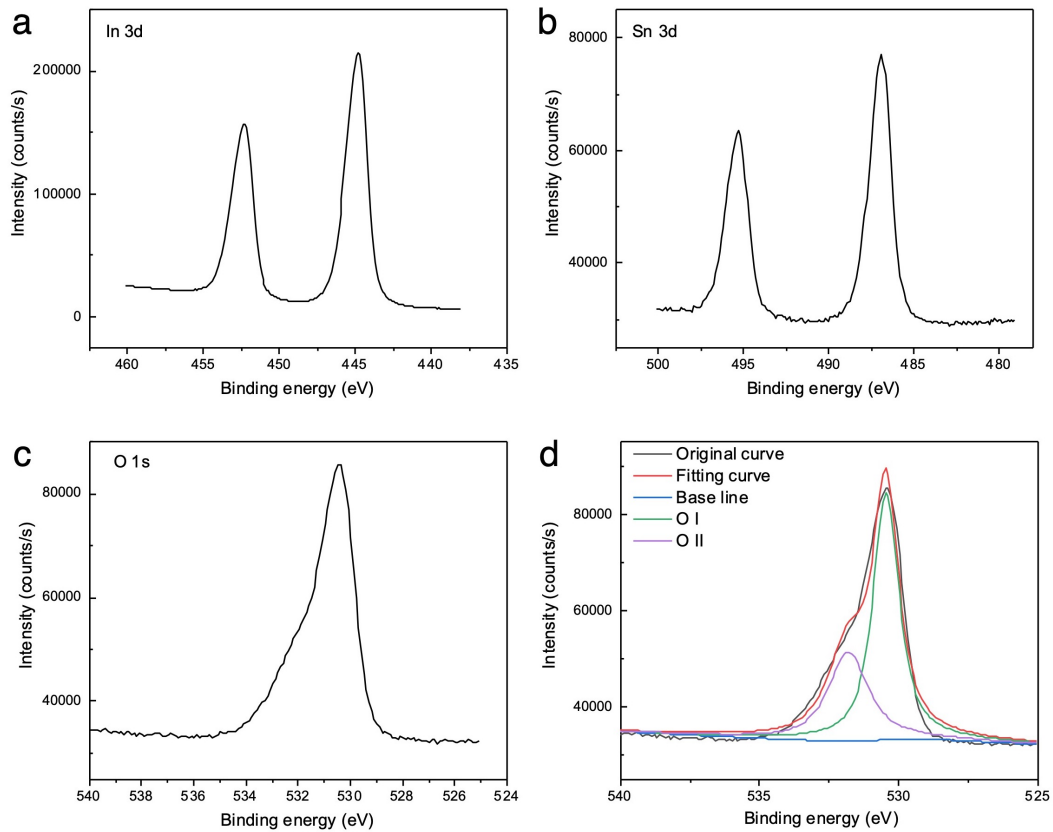 a
In 3d
Intensity (counts/s)
200000
100000
0
460
455
450
445
440
435
Binding energy (eV)
b
Sn 3d
Intensity (counts/s)
80000
60000
40000
500
495
490
485
480
Binding energy (eV)
c
O 1s
Intensity (counts/s)
80000
60000
40000
540
538
536
534
532
530
528
526
524
Binding energy (eV)
d
Original curve
Fitting curve
Base line
O I
O II
Intensity (counts/s)
80000
60000
40000
540
535
530
525
Binding energy (eV)